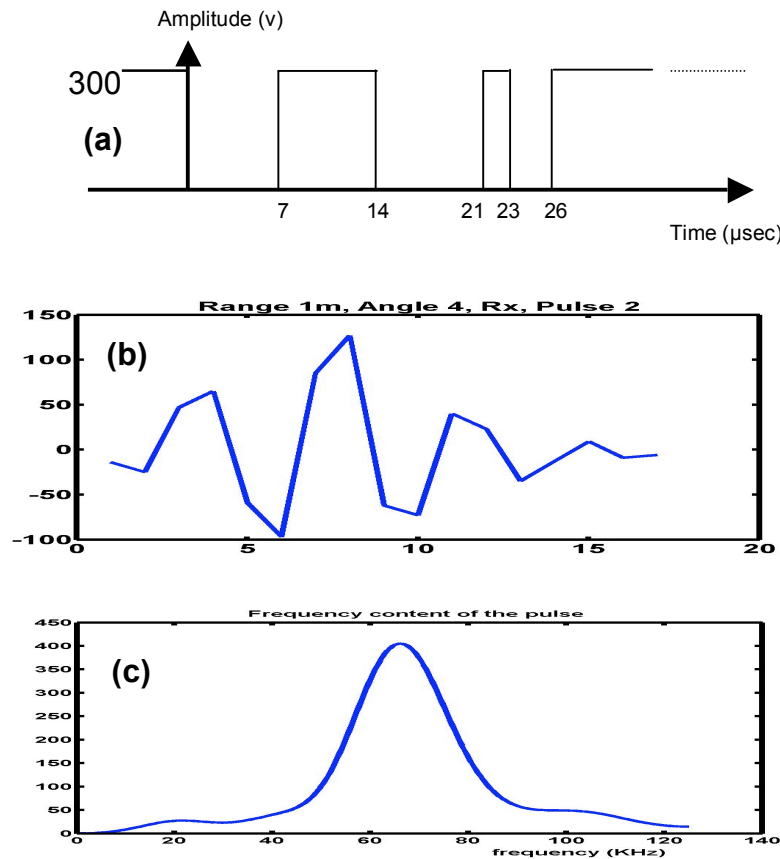 Amplitude (v)
300
(a)
7 14 21 23 26
Time (µsec)
Range 1m, Angle 4, Rx, Pulse 2
150
(b)
100
50
0
-50
-100
0 5 10 15 20
Frequency content of the pulse
450
400
(c)
350
300
250
200
150
100
50
0
0 20 40 60 80 100 120 140
frequency (KHz)